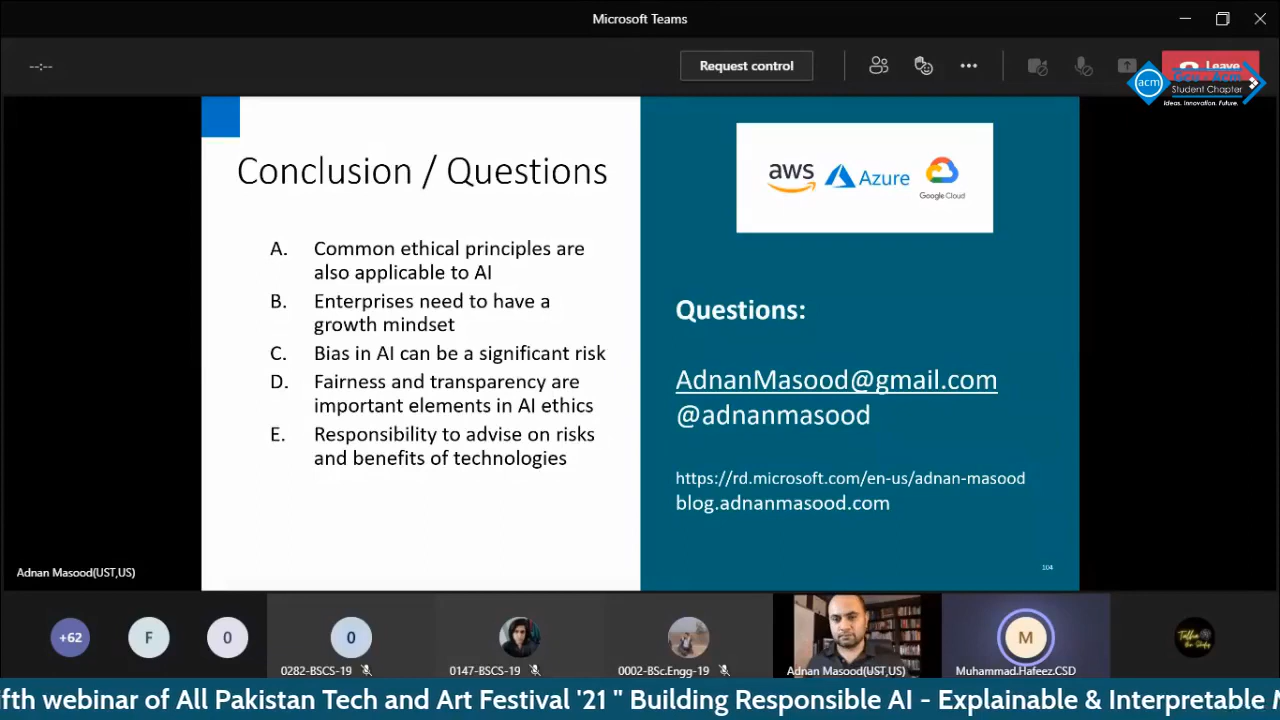 Microsoft Teams
--:--
Request control
Leave
acm
Student Chapter
Ideas. Innovation. Future.
Conclusion / Questions
A. Common ethical principles are
also applicable to AI
B. Enterprises need to have a
growth mindset
C. Bias in AI can be a significant risk
D. Fairness and transparency are
important elements in AI ethics
E. Responsibility to advise on risks
and benefits of technologies
aws
Azure
Google Cloud
Questions:
AdnanMasood@gmail.com
@adnanmasood
https://rd.microsoft.com/en-us/adnan-masood
blog.adnanmasood.com
104
Adnan Masood(UST,US)
+62
F
0
0
M
0282-BSCS-19
0147-BSCS-19
0002-BSc.Engg-19
Adnan Masood(UST,US)
Muhammad.Hafeez.CSD
ifth webinar of All Pakistan Tech and Art Festival '21 " Building Responsible AI - Explainable & Interpretable M